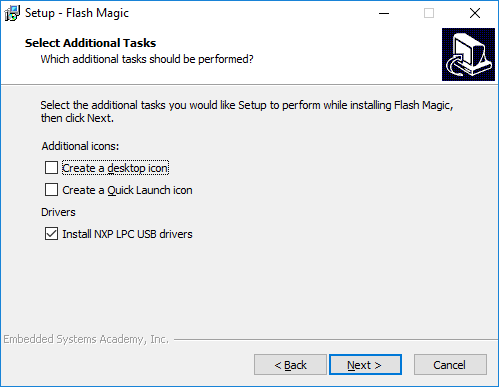 Setup - Flash Magic
Select Additional Tasks
Which additional tasks should be performed?
Select the additional tasks you would like Setup to perform while installing Flash Magic,
then click Next.
Additional icons:
Create a desktop icon
Create a Quick Launch icon
Drivers
Install NXP LPC USB drivers
Embedded Systems Academy, Inc.
< Back
Next >
Cancel